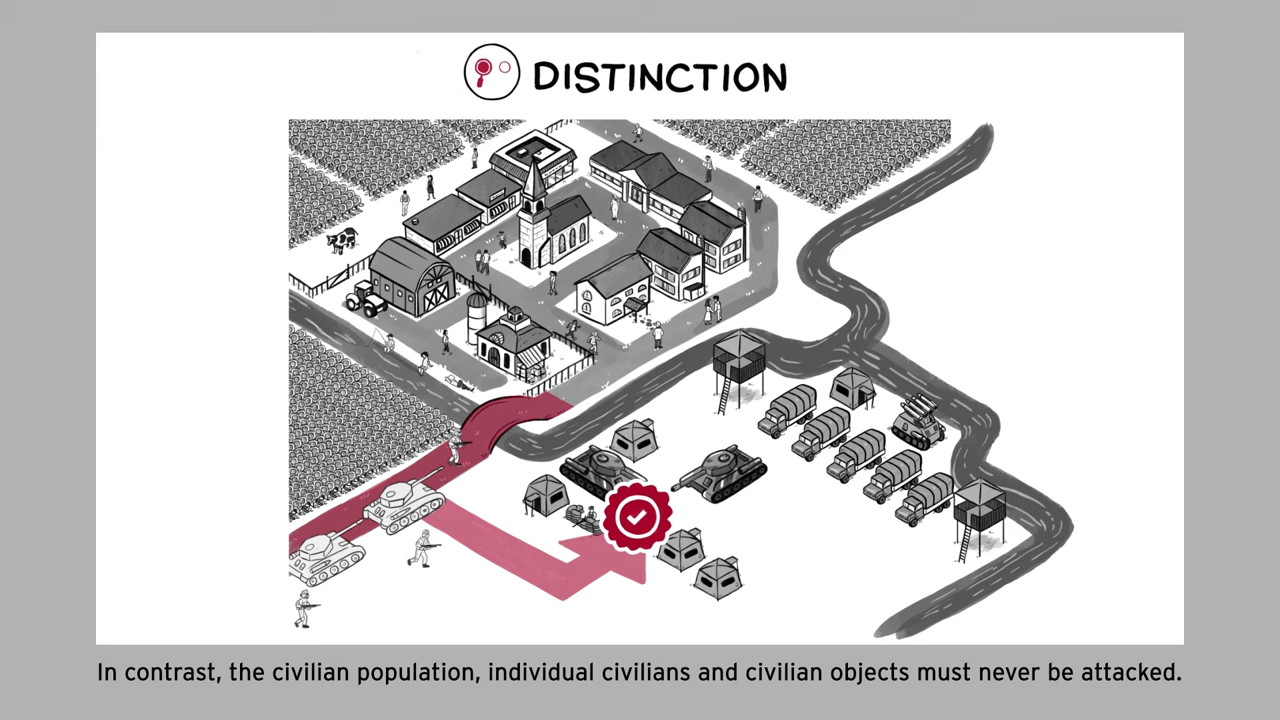 DISTINCTION
In contrast, the civilian population, individual civilians and civilian objects must never be attacked.